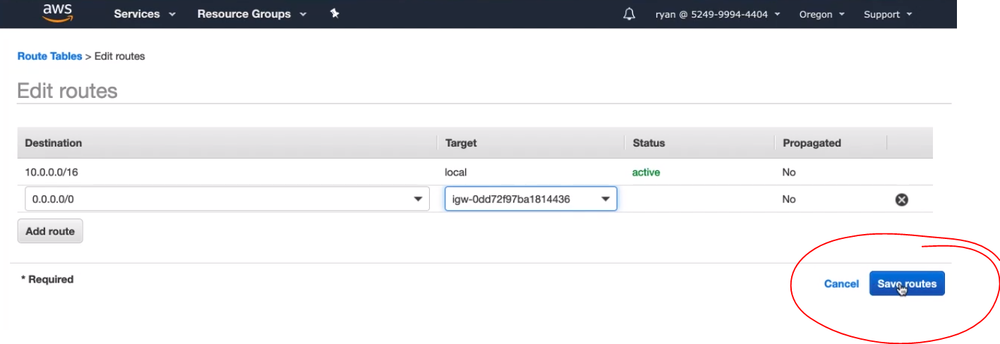 aws Services Resource Groups ryan @ 5249-9994-4404 Oregon Support
Route Tables > Edit routes
Edit routes
Destination Target Status Propagated
10.0.0.0/16 local active No
0.0.0.0/0 igw-0dd72f97ba1814436 No
Add route
* Required
Cancel Save routes